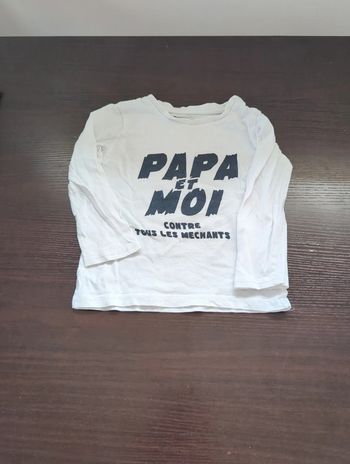 PAPA
ET
MOI
CONTRE
TOUS LES MECHANTS